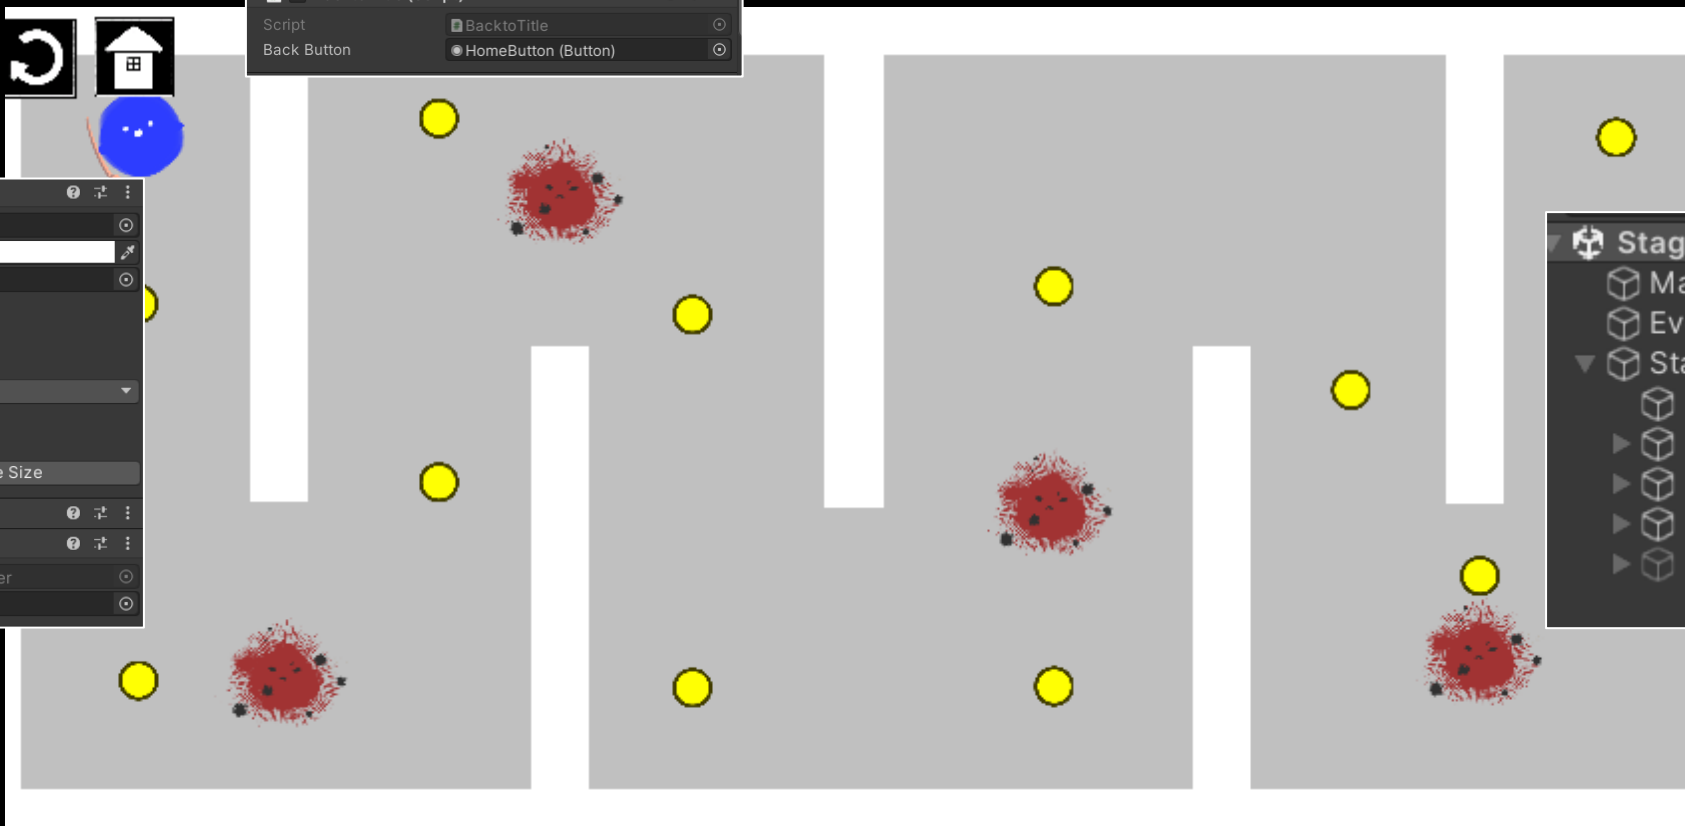 Script
BacktoTitle
Back Button
HomeButton (Button)
Size
Stag
Ma
Ev
Sta
er